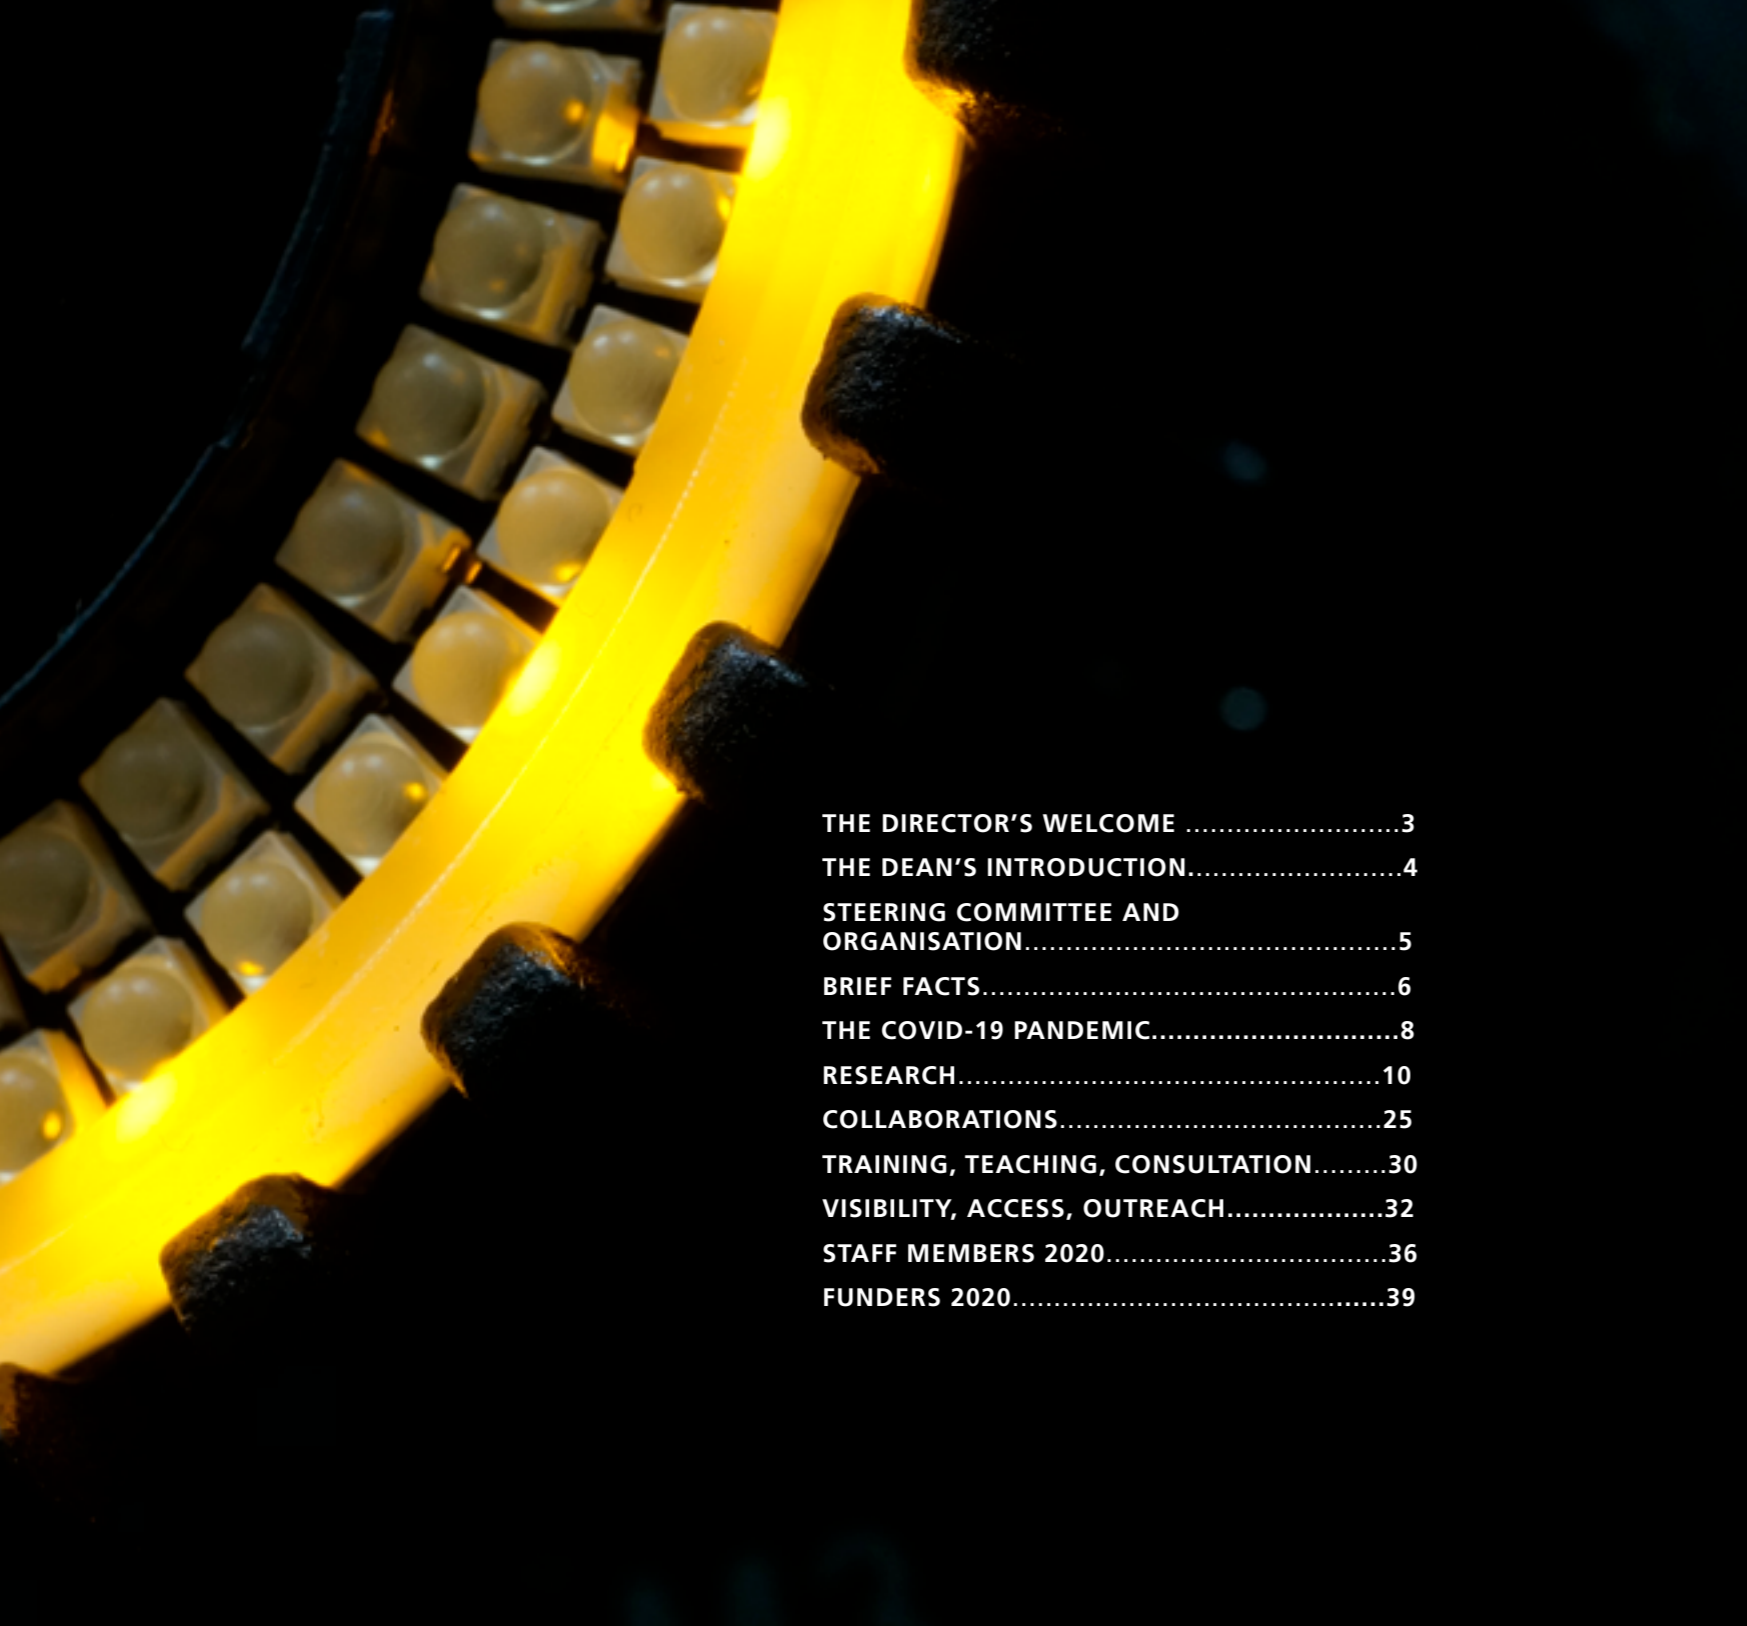 THE DIRECTOR’S WELCOME ..........................3
THE DEAN’S INTRODUCTION..........................4
STEERING COMMITTEE AND
ORGANISATION.............................................5
BRIEF FACTS..................................................6
THE COVID-19 PANDEMIC..............................8
RESEARCH...................................................10
COLLABORATIONS.......................................25
TRAINING, TEACHING, CONSULTATION.........30
VISIBILITY, ACCESS, OUTREACH...................32
STAFF MEMBERS 2020..................................36
FUNDERS 2020.............................................39